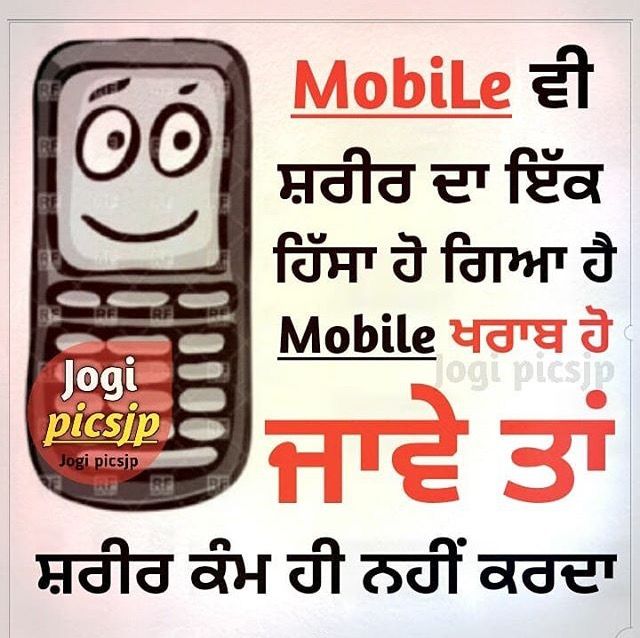 MobiLe ਵੀ
ਸ਼ਰੀਰ ਦਾ ਇੱਕ
ਹਿੱਸਾ ਹੋ ਗਿਆ ਹੈ
Mobile ਖਰਾਬ ਹੋ
Jogi picsjp
ਜਾਵੇ ਤਾਂ
ਸ਼ਰੀਰ ਕੰਮ ਹੀ ਨਹੀਂ ਕਰਦਾ
Jogi
picsjp
Jogi picsjp